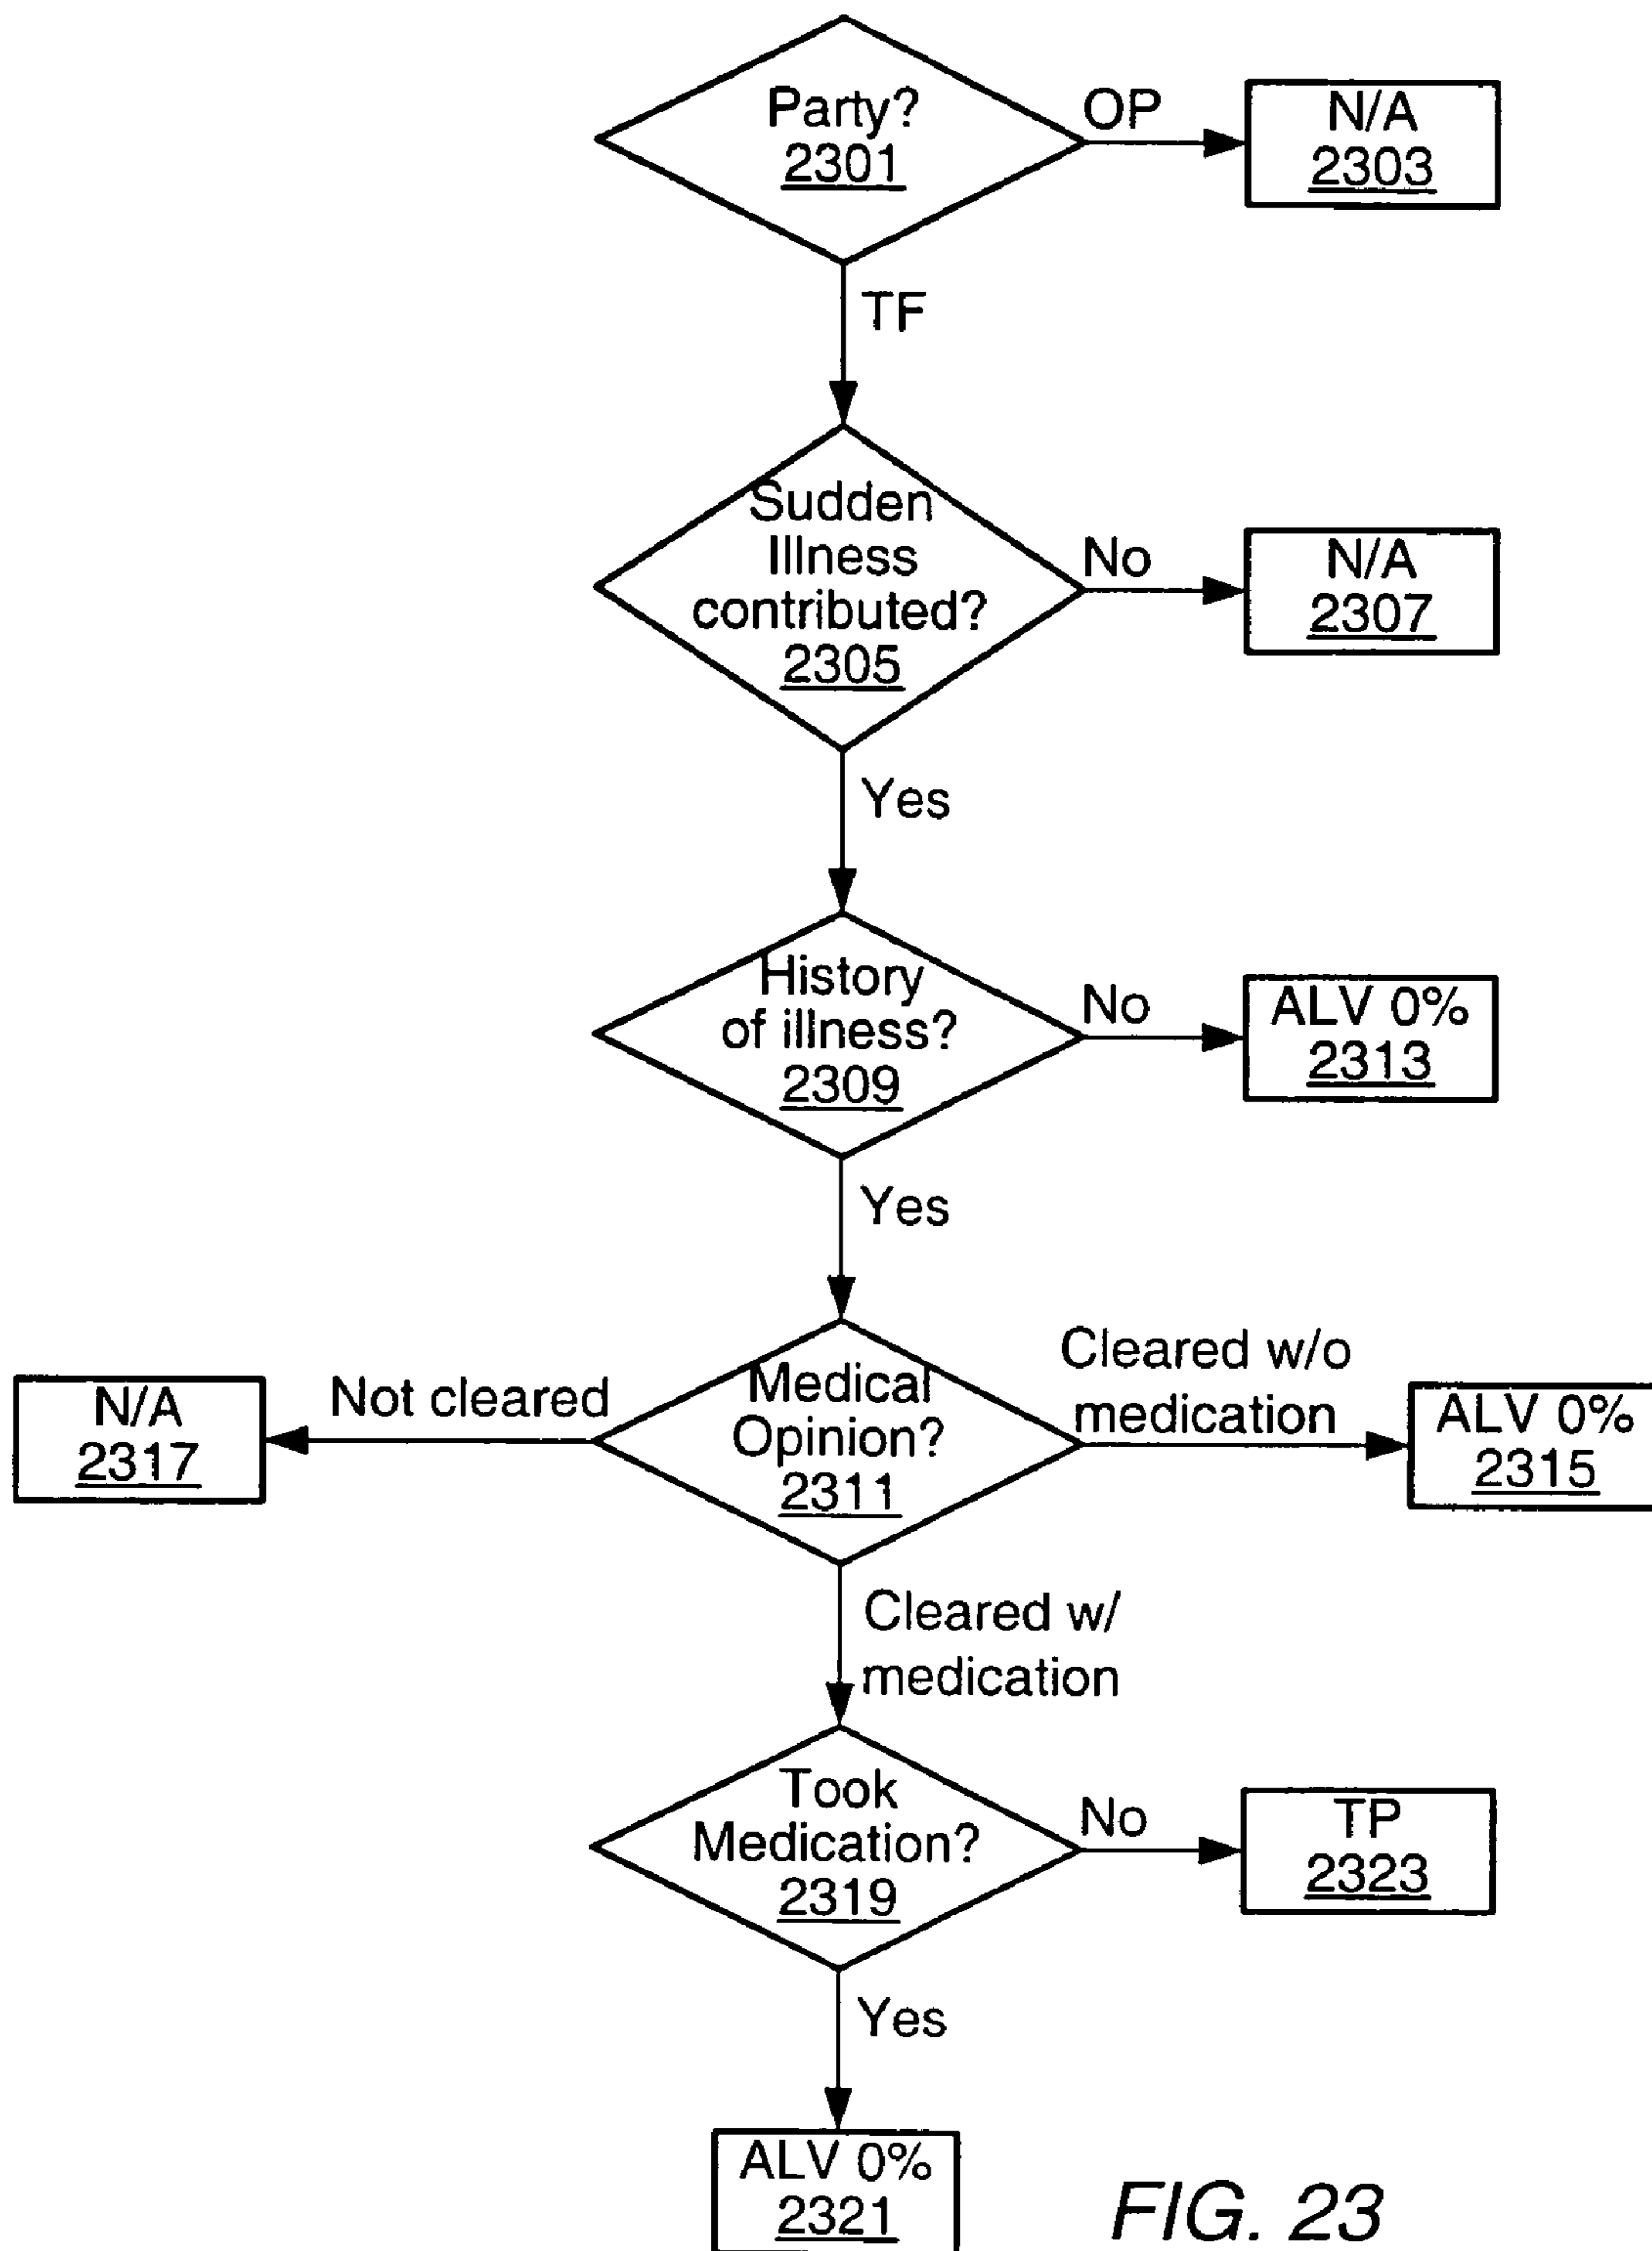 Party?
2301
OP
N/A
2303
TF
Sudden
Illness
contributed?
2305
No
N/A
2307
Yes
History
of illness?
2309
No
ALV 0%
2313
Yes
Medical
Opinion?
2311
Not cleared
N/A
2317
Cleared w/o
medication
ALV 0%
2315
Cleared w/
medication
Took
Medication?
2319
No
TP
2323
Yes
ALV 0%
2321
FIG. 23